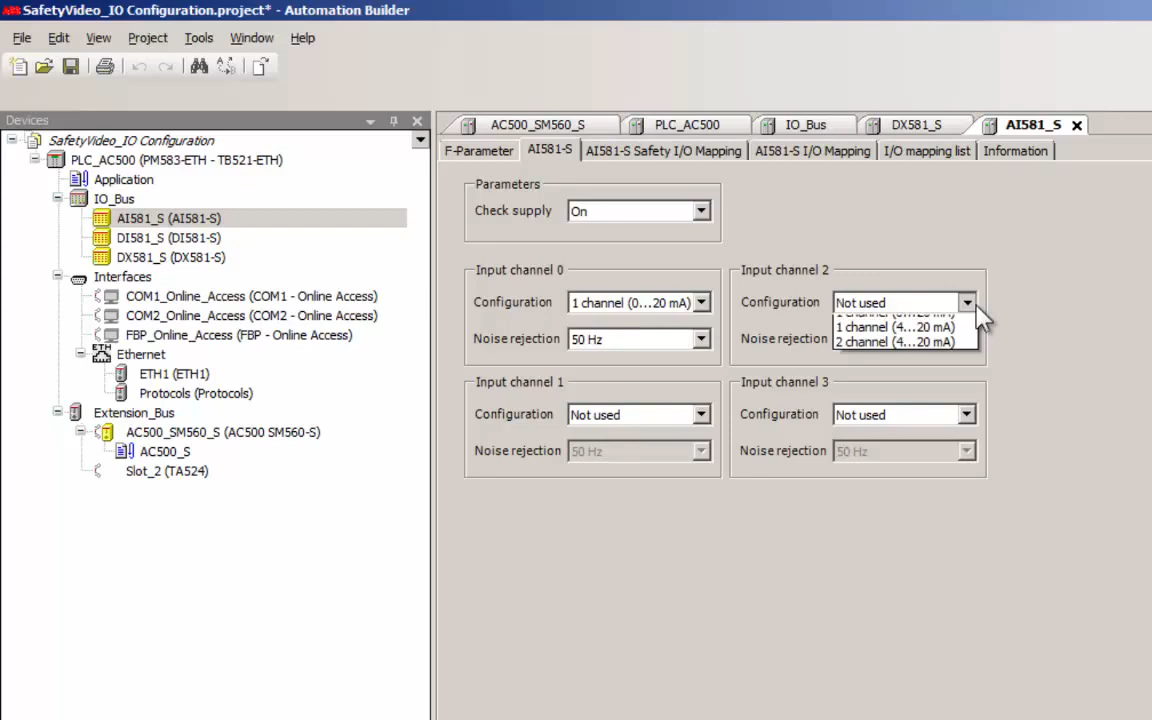 ABB SafetyVideo_IO Configuration.project* - Automation Builder
File Edit View Project Tools Window Help
Devices
SafetyVideo_IO Configuration
PLC_AC500 (PM583-ETH - TB521-ETH)
Application
IO_Bus
AI581_S (AI581-S)
DI581_S (DI581-S)
DX581_S (DX581-S)
Interfaces
COM1_Online_Access (COM1 - Online Access)
COM2_Online_Access (COM2 - Online Access)
FBP_Online_Access (FBP - Online Access)
ETH
Ethernet
ETH1 (ETH1)
Protocols (Protocols)
Extension_Bus
AC500_SM560_S (AC500 SM560-S)
AC500_S
Slot_2 (TA524)
AC500_SM560_S PLC_AC500 IO_Bus DX581_S AI581_S
F-Parameter AI581-S AI581-S Safety I/O Mapping AI581-S I/O Mapping I/O mapping list Information
Parameters
Check supply On
Input channel 0
Configuration 1 channel (0...20 mA)
Noise rejection 50 Hz
Input channel 2
Configuration Not used
1 channel (4...20 mA)
2 channel (4...20 mA)
Noise rejection
Input channel 1
Configuration Not used
Noise rejection 50 Hz
Input channel 3
Configuration Not used
Noise rejection 50 Hz